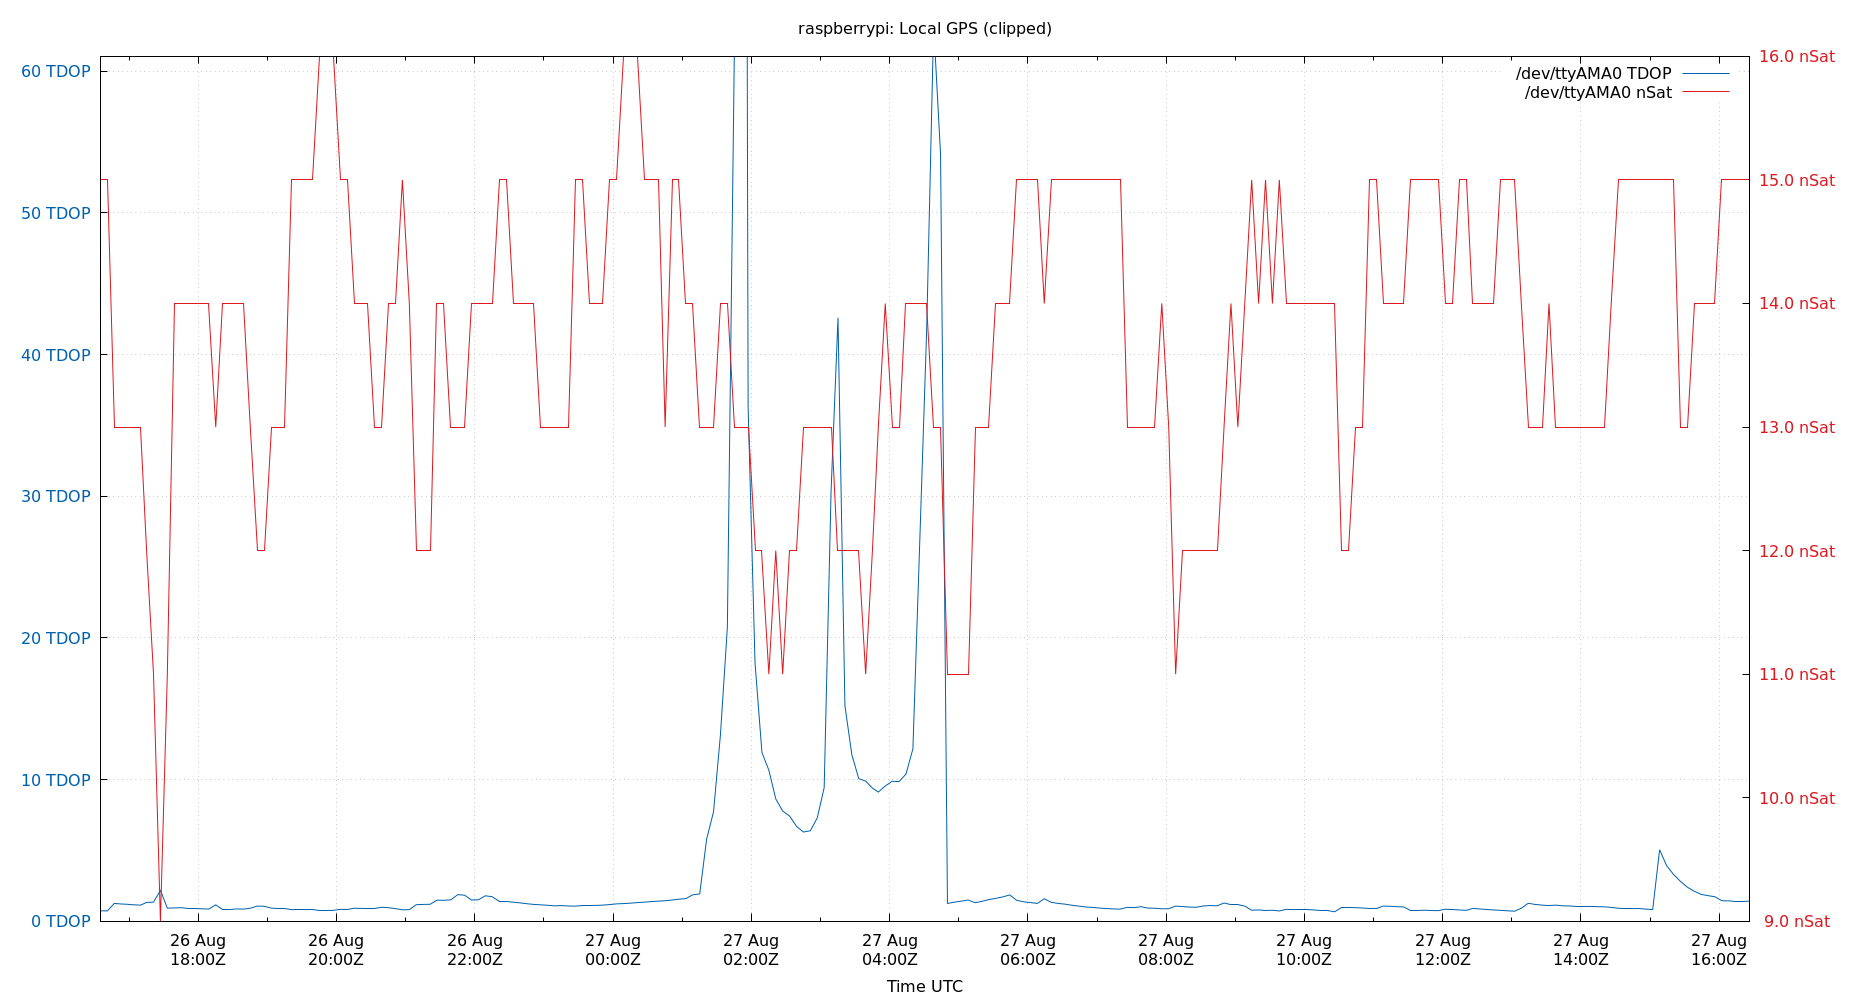 raspberrypi: Local GPS (clipped)
60 TDOP
50 TDOP
40 TDOP
30 TDOP
20 TDOP
10 TDOP
0 TDOP
/dev/ttyAMA0 TDOP
/dev/ttyAMA0 nSat
16.0 nSat
15.0 nSat
14.0 nSat
13.0 nSat
12.0 nSat
11.0 nSat
10.0 nSat
9.0 nSat
26 Aug
18:00Z
26 Aug
20:00Z
26 Aug
22:00Z
27 Aug
00:00Z
27 Aug
02:00Z
27 Aug
04:00Z
27 Aug
06:00Z
27 Aug
08:00Z
27 Aug
10:00Z
27 Aug
12:00Z
27 Aug
14:00Z
27 Aug
16:00Z
Time UTC